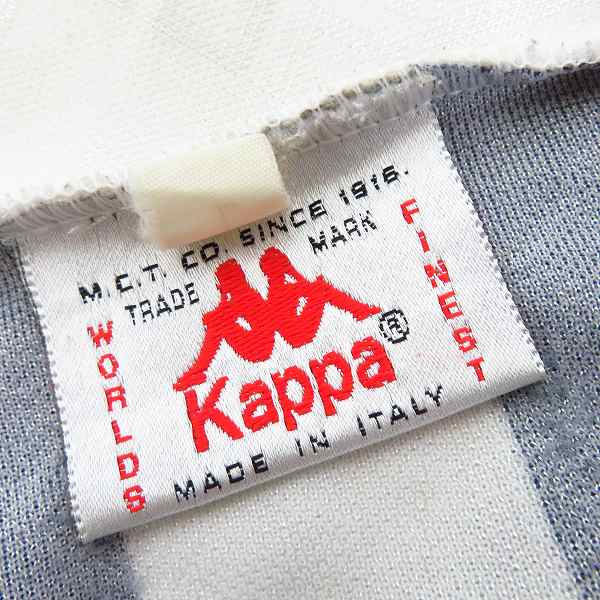 M.C.T. CO. SINCE 1916.
TRADE MARK
WORLDS
FINEST
Kappa®
MADE IN ITALY